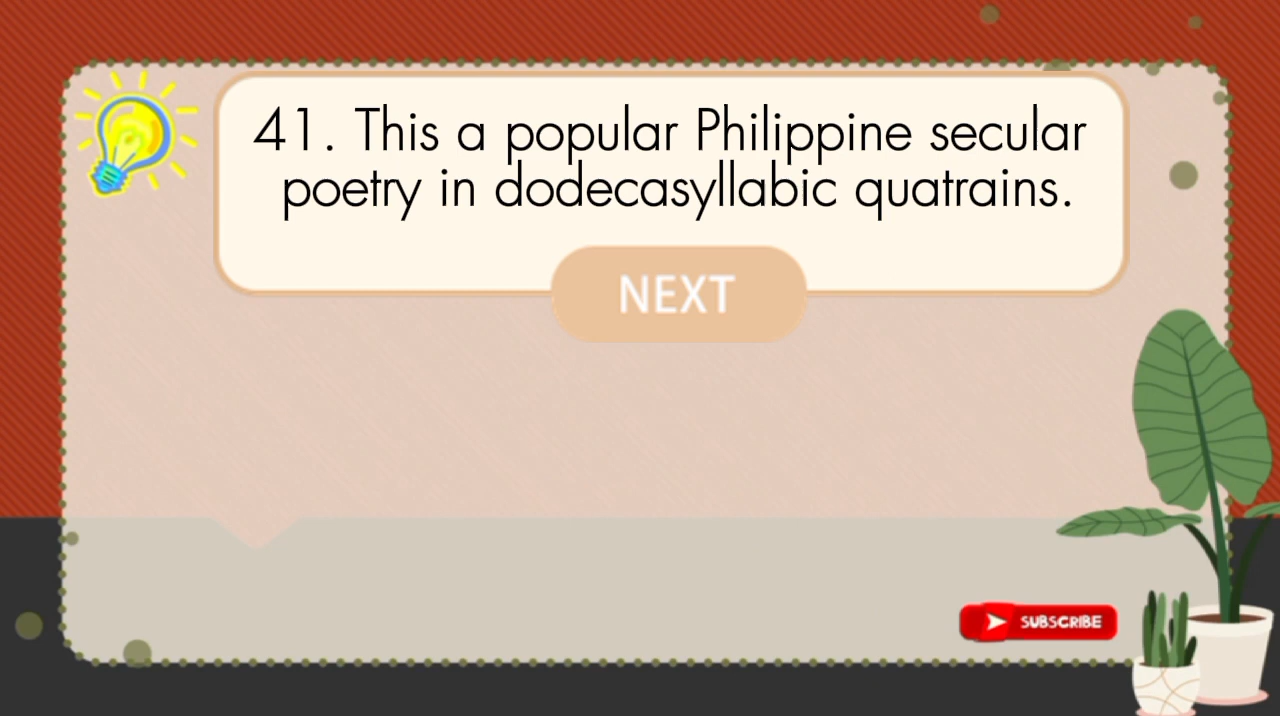 41. This a popular Philippine secular
poetry in dodecasyllabic quatrains.
NEXT
SUBSCRIBE